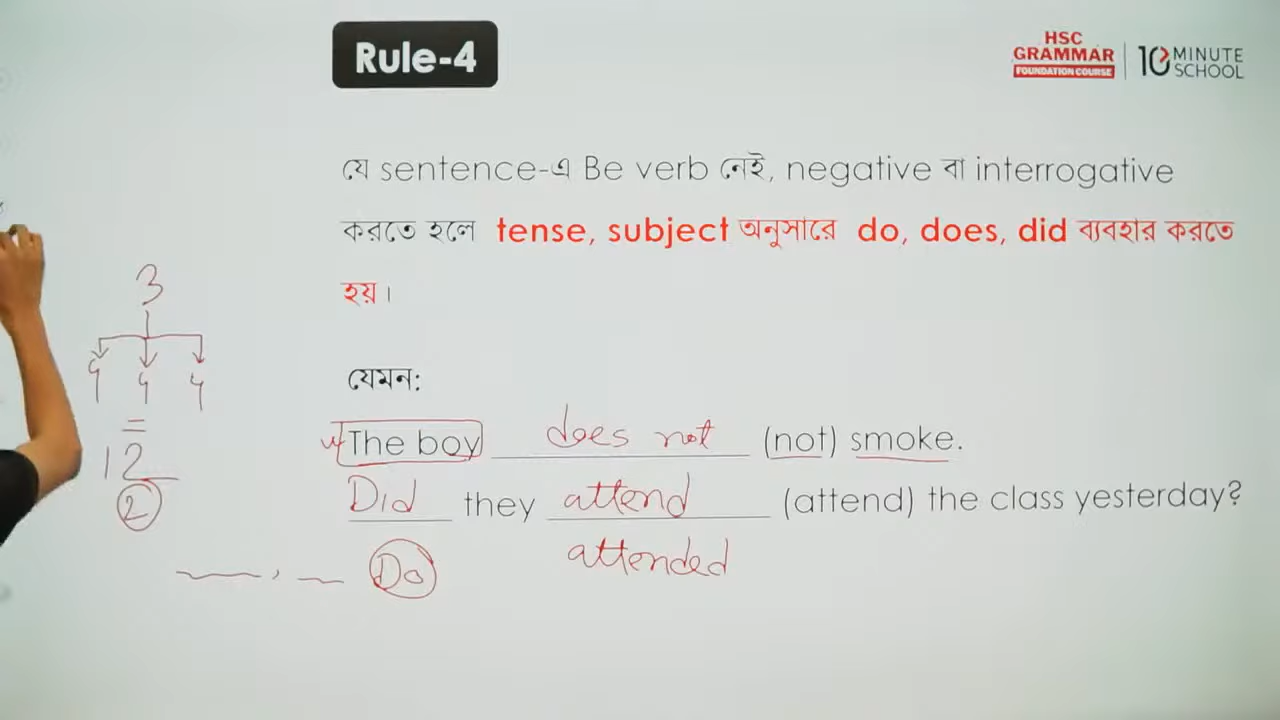 Rule-4
HSC
GRAMMAR
FOUNDATION COURSE
10 MINUTE
SCHOOL
যে sentence-এ Be verb নেই, negative বা interrogative
করতে হলে tense, subject অনুসারে do, does, did ব্যবহার করতে
হয়।
3
4 4 4
=
12
2
যেমন:
The boy does not (not) smoke.
Did they attend (attend) the class yesterday?
Do attended